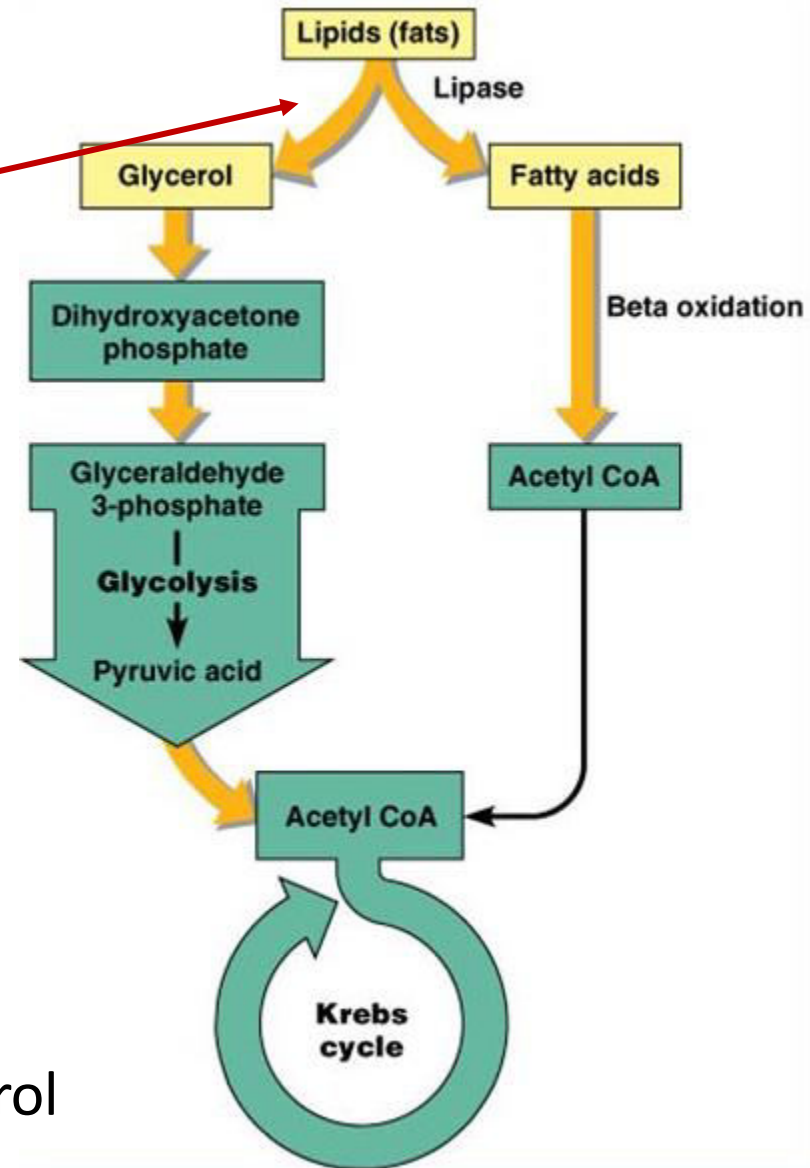 Lipids (fats)
Lipase
Glycerol
Fatty acids
Dihydroxyacetone
phosphate
Beta oxidation
Glyceraldehyde
3-phosphate
Glycolysis
Pyruvic acid
Acetyl CoA
Acetyl CoA
Krebs
cycle
rol